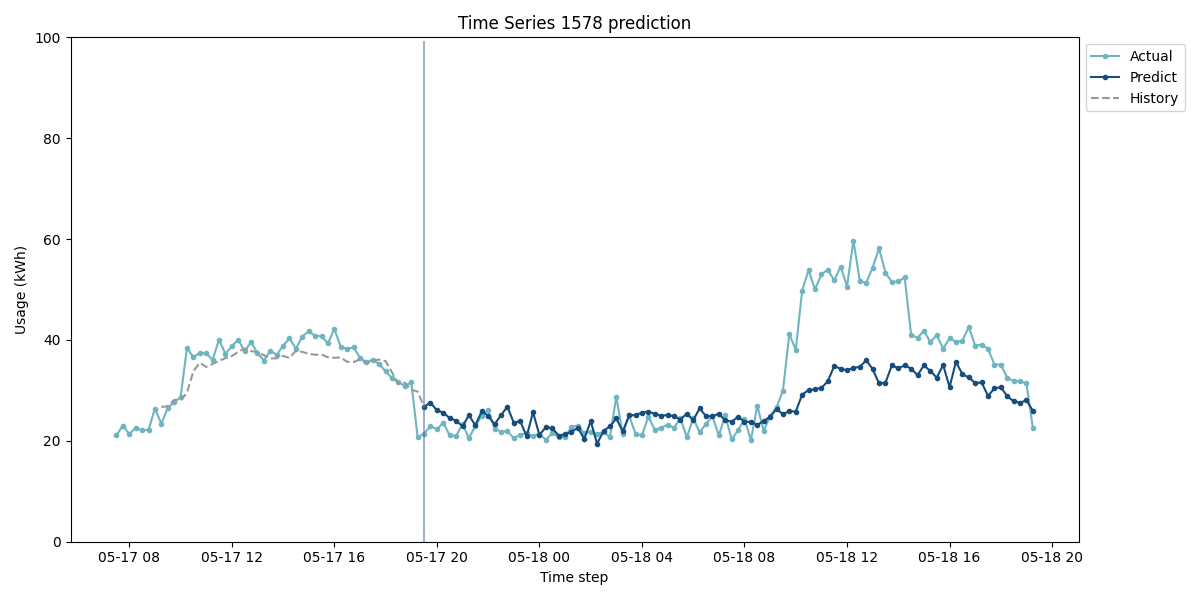 Time Series 1578 prediction
100
80
60
40
20
0
Usage (kWh)
05-17 08
05-17 12
05-17 16
05-17 20
05-18 00
05-18 04
05-18 08
05-18 12
05-18 16
05-18 20
Time step
Actual
Predict
History